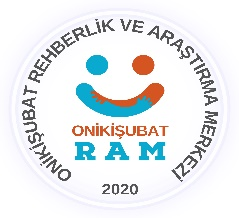 ONİKİŞUBAT REHBERLİK VE ARAŞTIRMA MERKEZİ
ONİKİŞUBAT
RAM
2020